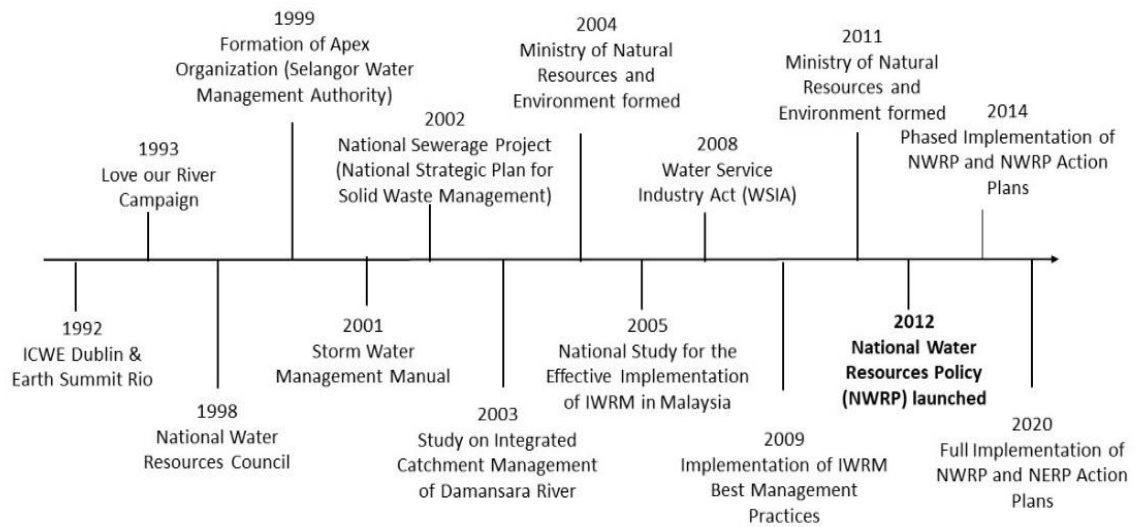 1992
ICWE Dublin &
Earth Summit Rio
1993
Love our River
Campaign
1998
National Water
Resources Council
1999
Formation of Apex
Organization (Selangor Water
Management Authority)
2001
Storm Water
Management Manual
2002
National Sewerage Project
(National Strategic Plan for
Solid Waste Management)
2003
Study on Integrated
Catchment Management
of Damansara River
2004
Ministry of Natural
Resources and
Environment formed
2005
National Study for the
Effective Implementation
of IWRM in Malaysia
2008
Water Service
Industry Act (WSIA)
2009
Implementation of IWRM
Best Management
Practices
2011
Ministry of Natural
Resources and
Environment formed
2012
National Water
Resources Policy
(NWRP) launched
2014
Phased Implementation of
NWRP and NWRP Action
Plans
2020
Full Implementation of
NWRP and NERP Action
Plans